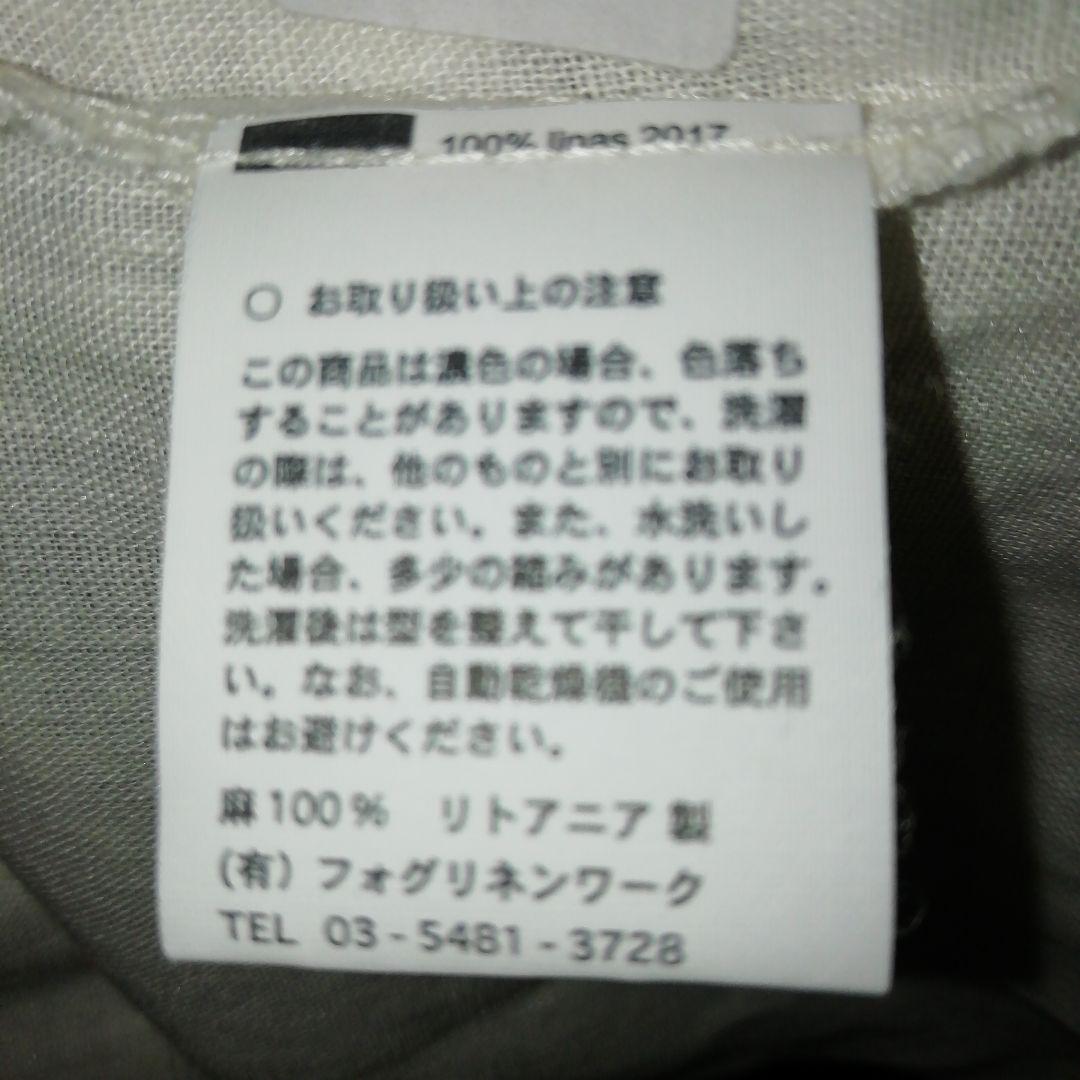 100% linas 2017
○ お取り扱い上の注意
この商品は濃色の場合、色落ち
することがありますので、洗濯
の際は、他のものと別にお取り
扱いください。また、水洗いし
た場合、多少の縮みがあります。
洗濯後は型を整えて干して下さ
い。なお、自動乾燥機のご使用
はお避けください。
麻100% リトアニア 製
(有) フォグリネンワーク
TEL 03-5481-3728